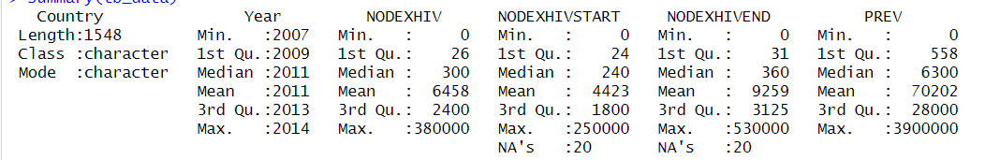 > summary(tb_data)
Country Year NODEXHIV NODEXHIVSTART NODEXHIVEND PREV
Length:1548 Min. :2007 Min. : 0 Min. : 0 Min. : 0 Min. : 0
Class :character 1st Qu.:2009 1st Qu.: 26 1st Qu.: 24 1st Qu.: 31 1st Qu.: 558
Mode :character Median :2011 Median : 300 Median : 240 Median : 360 Median : 6300
Mean :2011 Mean : 6458 Mean : 4423 Mean : 9259 Mean : 70202
3rd Qu.:2013 3rd Qu.: 2400 3rd Qu.: 1800 3rd Qu.: 3125 3rd Qu.: 28000
Max. :2014 Max. :380000 Max. :250000 Max. :530000 Max. :3900000
NA's :20 NA's :20